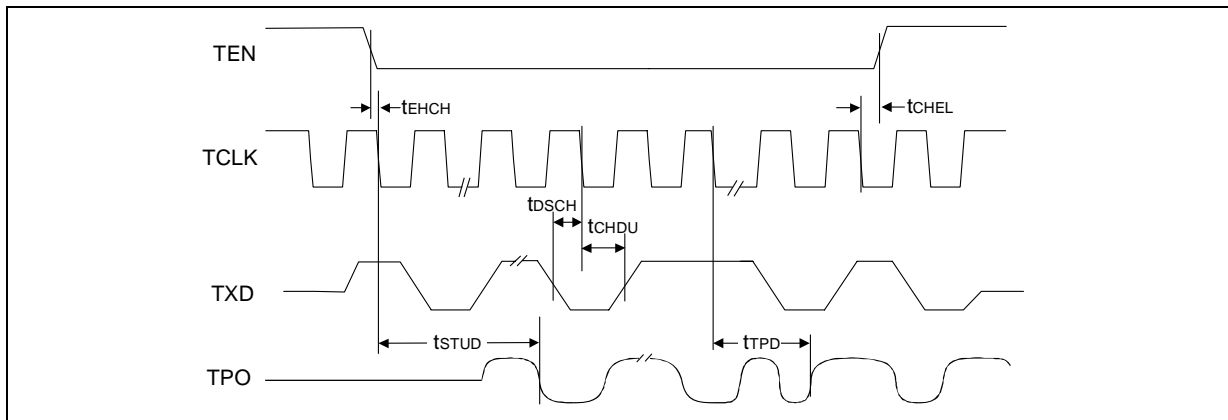 TEN
tEHCH
tCHEL
TCLK
tDSCH
tCHDU
TXD
tSTUD
tTPD
TPO